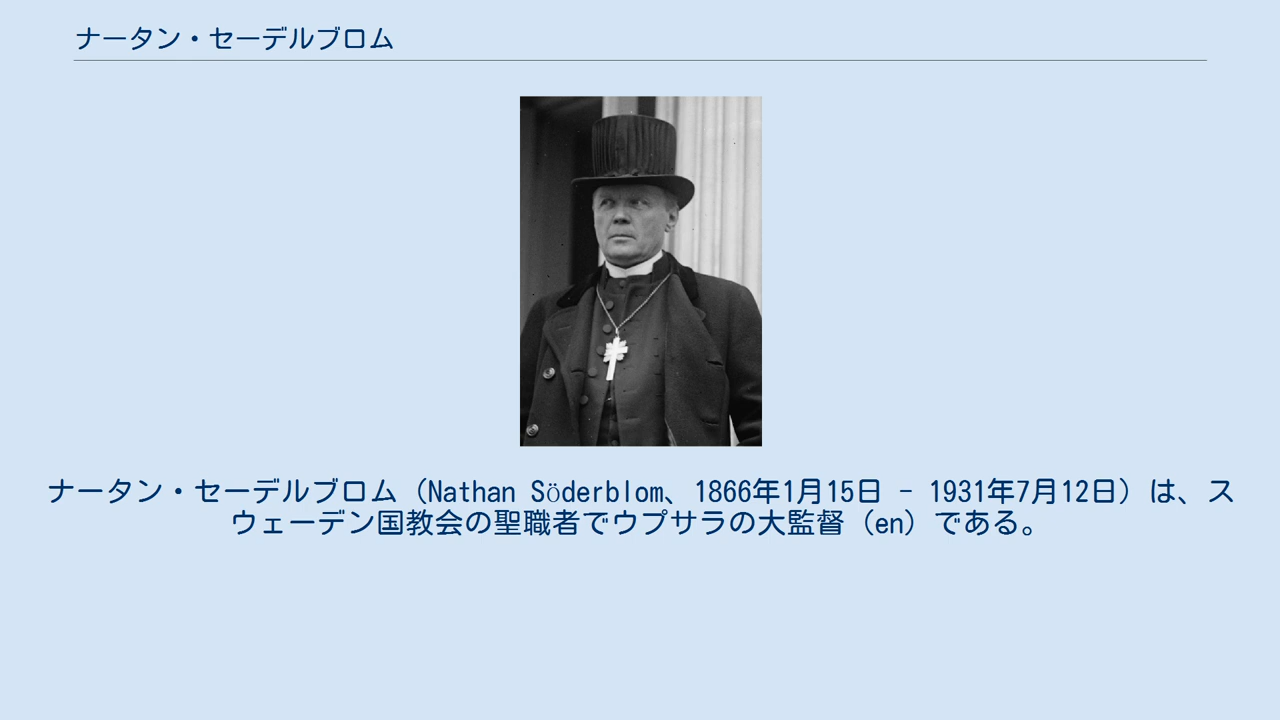 ナータン・セーデルブロム
ナータン・セーデルブロム（Nathan Söderblom、1866年1月15日 - 1931年7月12日）は、ス
ウェーデン国教会の聖職者でウプサラの大監督（en）である。